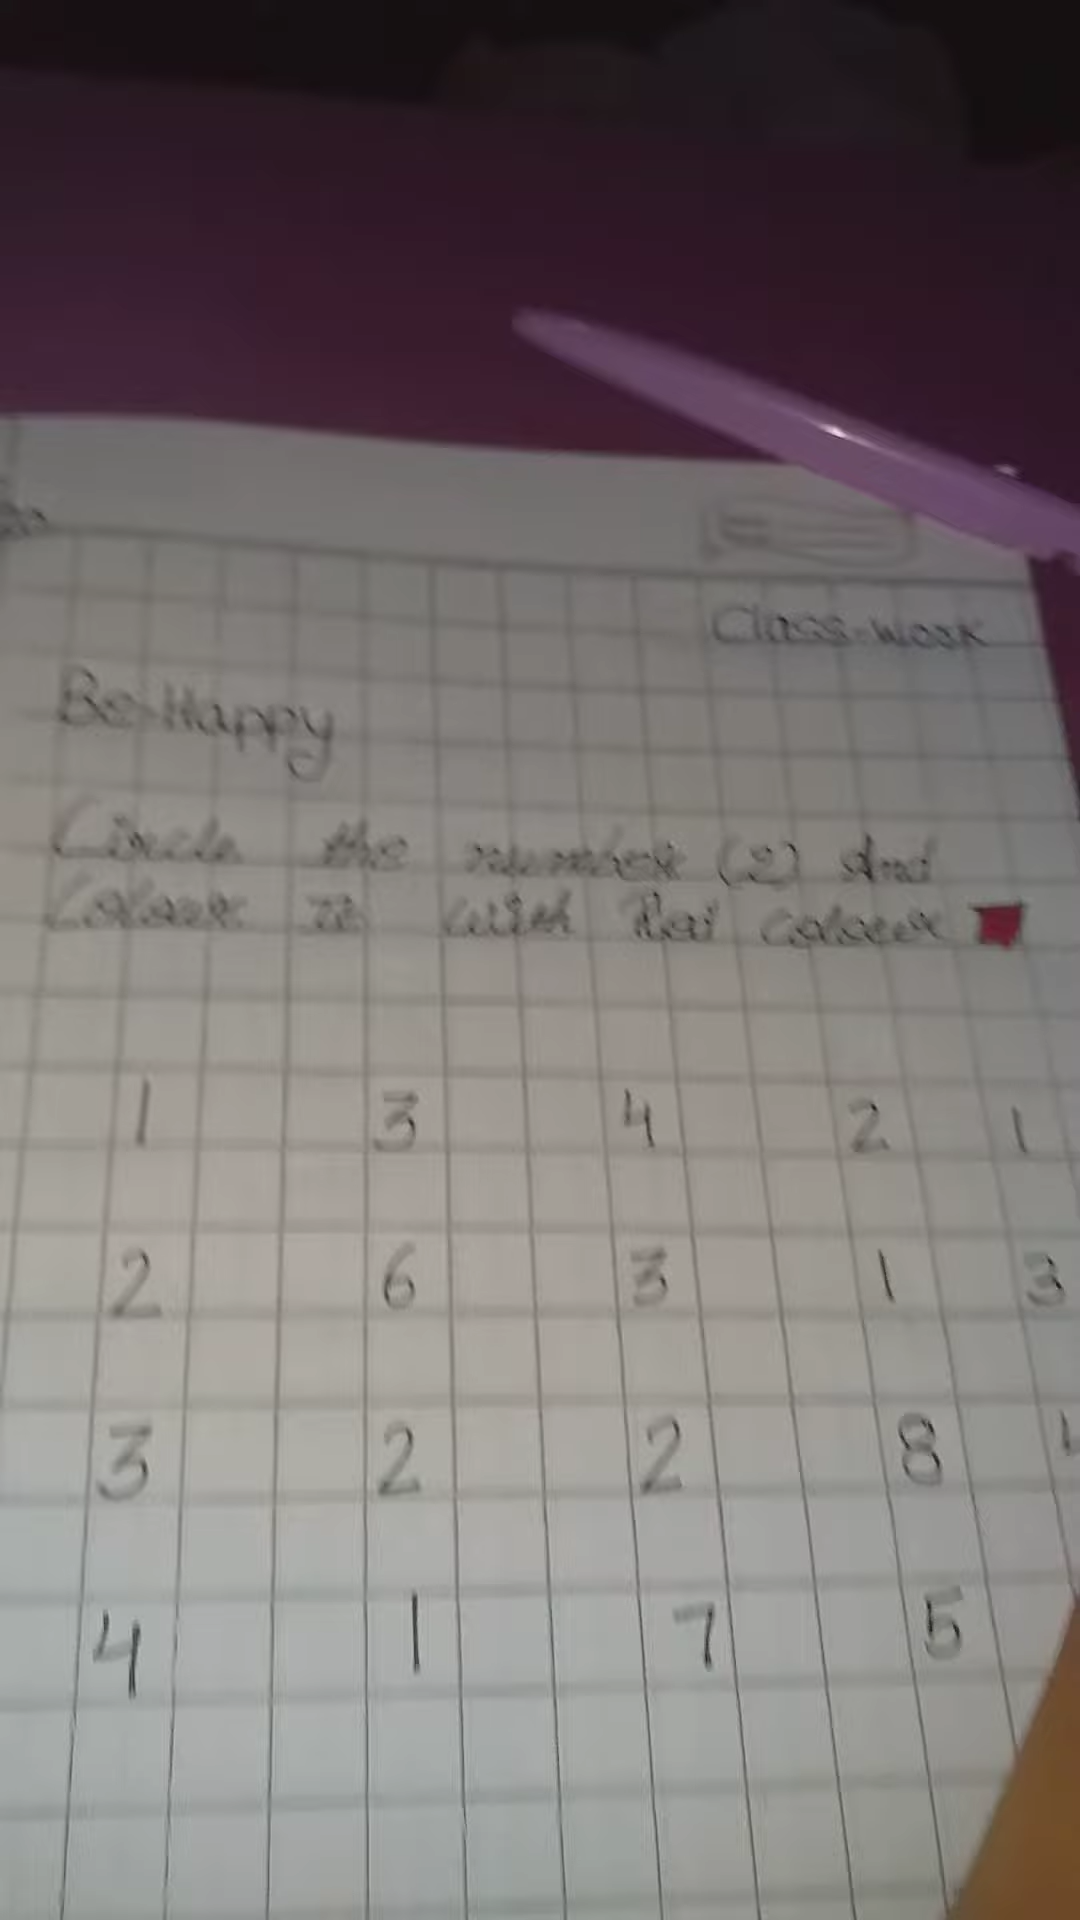 Class-work
Be Happy
Circle the number (2) And
Colour it with Red colour
1 3 4 2 1
2 6 3 1 3
3 2 2 8
4 1 7 5